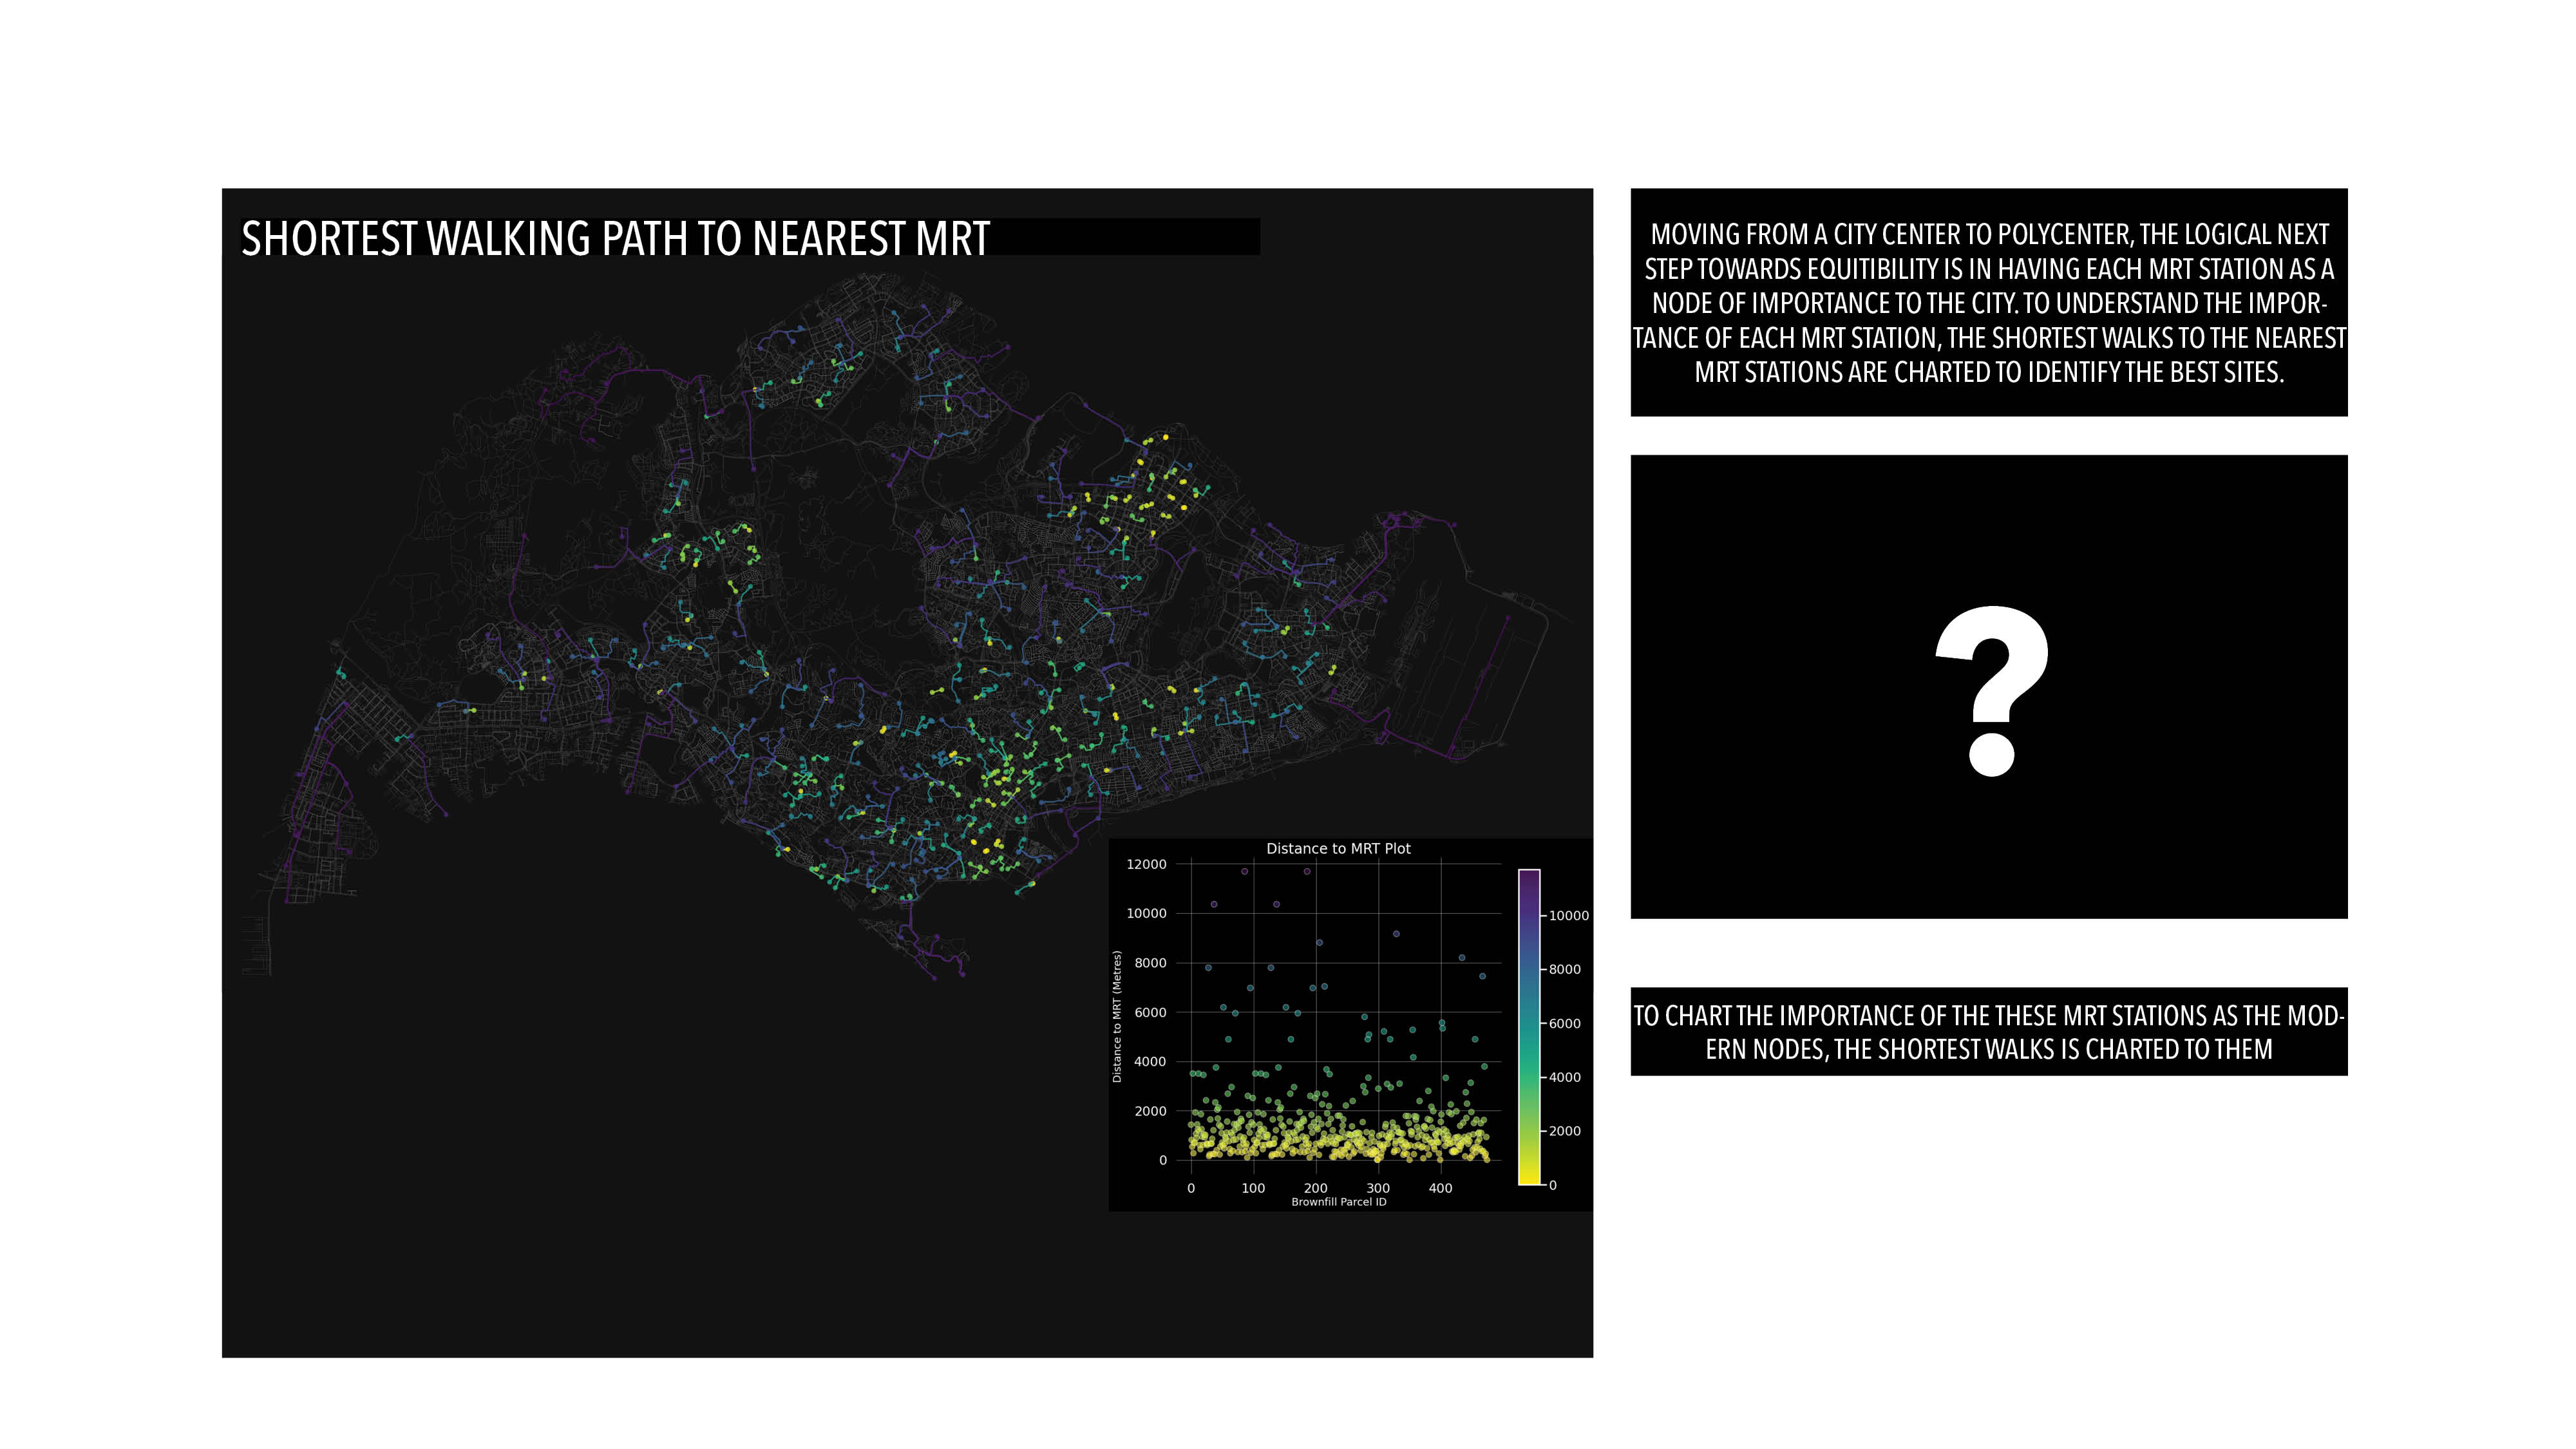 SHORTEST WALKING PATH TO NEAREST MRT
MOVING FROM A CITY CENTER TO POLYCENTER, THE LOGICAL NEXT
STEP TOWARDS EQUITIBILITY IS IN HAVING EACH MRT STATION AS A
NODE OF IMPORTANCE TO THE CITY. TO UNDERSTAND THE IMPOR-
TANCE OF EACH MRT STATION, THE SHORTEST WALKS TO THE NEAREST
MRT STATIONS ARE CHARTED TO IDENTIFY THE BEST SITES.
?
Distance to MRT Plot
Distance to MRT (Metres)
12000
10000
8000
6000
4000
2000
0
0 100 200 300 400
Brownfill Parcel ID
10000
8000
6000
4000
2000
0
TO CHART THE IMPORTANCE OF THE THESE MRT STATIONS AS THE MOD-
ERN NODES, THE SHORTEST WALKS IS CHARTED TO THEM